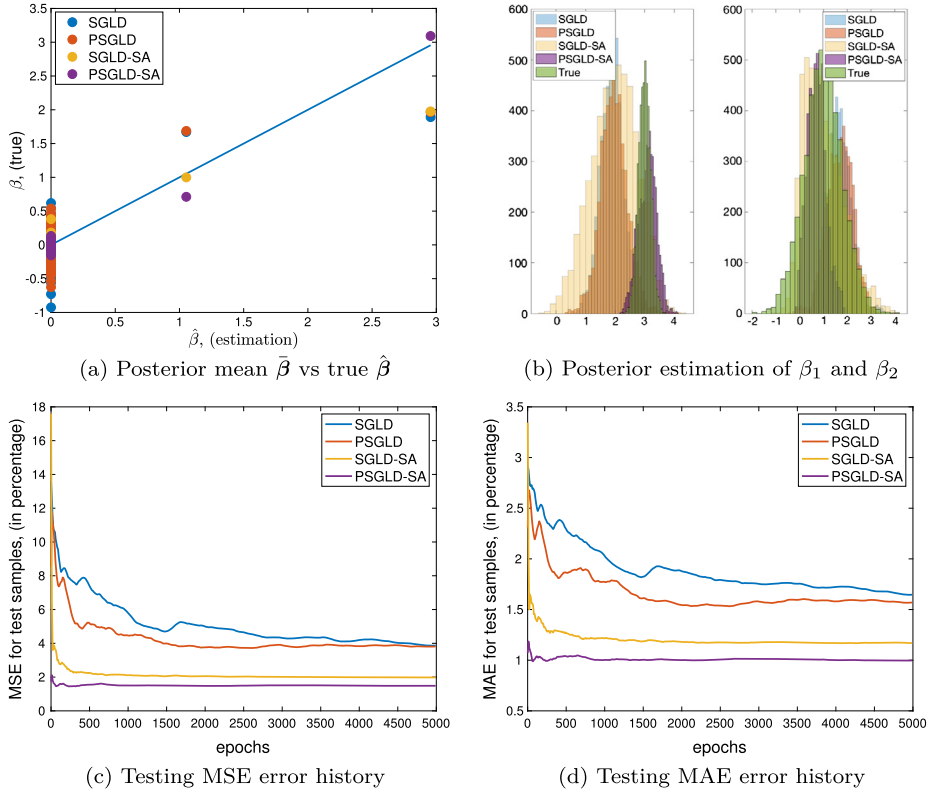 SGLD
PSGLD
SGLD-SA
PSGLD-SA
3.5
3
2.5
2
1.5
1
0.5
0
-0.5
-1
β, (true)
0 0.5 1 1.5 2 2.5 3
β̂, (estimation)
(a) Posterior mean β̄ vs true β̂
SGLD
PSGLD
SGLD-SA
PSGLD-SA
True
600
500
400
300
200
100
0
0 1 2 3 4
SGLD
PSGLD
SGLD-SA
PSGLD-SA
True
600
500
400
300
200
100
0
-2 -1 0 1 2 3 4
(b) Posterior estimation of β₁ and β₂
SGLD
PSGLD
SGLD-SA
PSGLD-SA
18
16
14
12
10
8
6
4
2
0
MSE for test samples, (in percentage)
0 500 1000 1500 2000 2500 3000 3500 4000 4500 5000
epochs
(c) Testing MSE error history
SGLD
PSGLD
SGLD-SA
PSGLD-SA
3.5
3
2.5
2
1.5
1
0.5
MAE for test samples, (in percentage)
0 500 1000 1500 2000 2500 3000 3500 4000 4500 5000
epochs
(d) Testing MAE error history